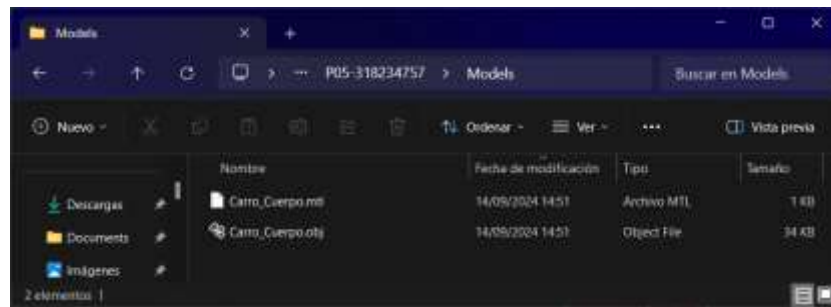 Models
P05-318234757 > Models
Buscar en Models
Nuevo
Ordenar
Ver
Vista previa
Nombre
Fecha de modificación
Tipo
Tamaño
Descargas
Carro_Cuerpo.mtl
14/09/2024 14:51
Archivo MTL
1 KB
Documents
Carro_Cuerpo.obj
14/09/2024 14:51
Object File
34 KB
Imágenes
2 elementos